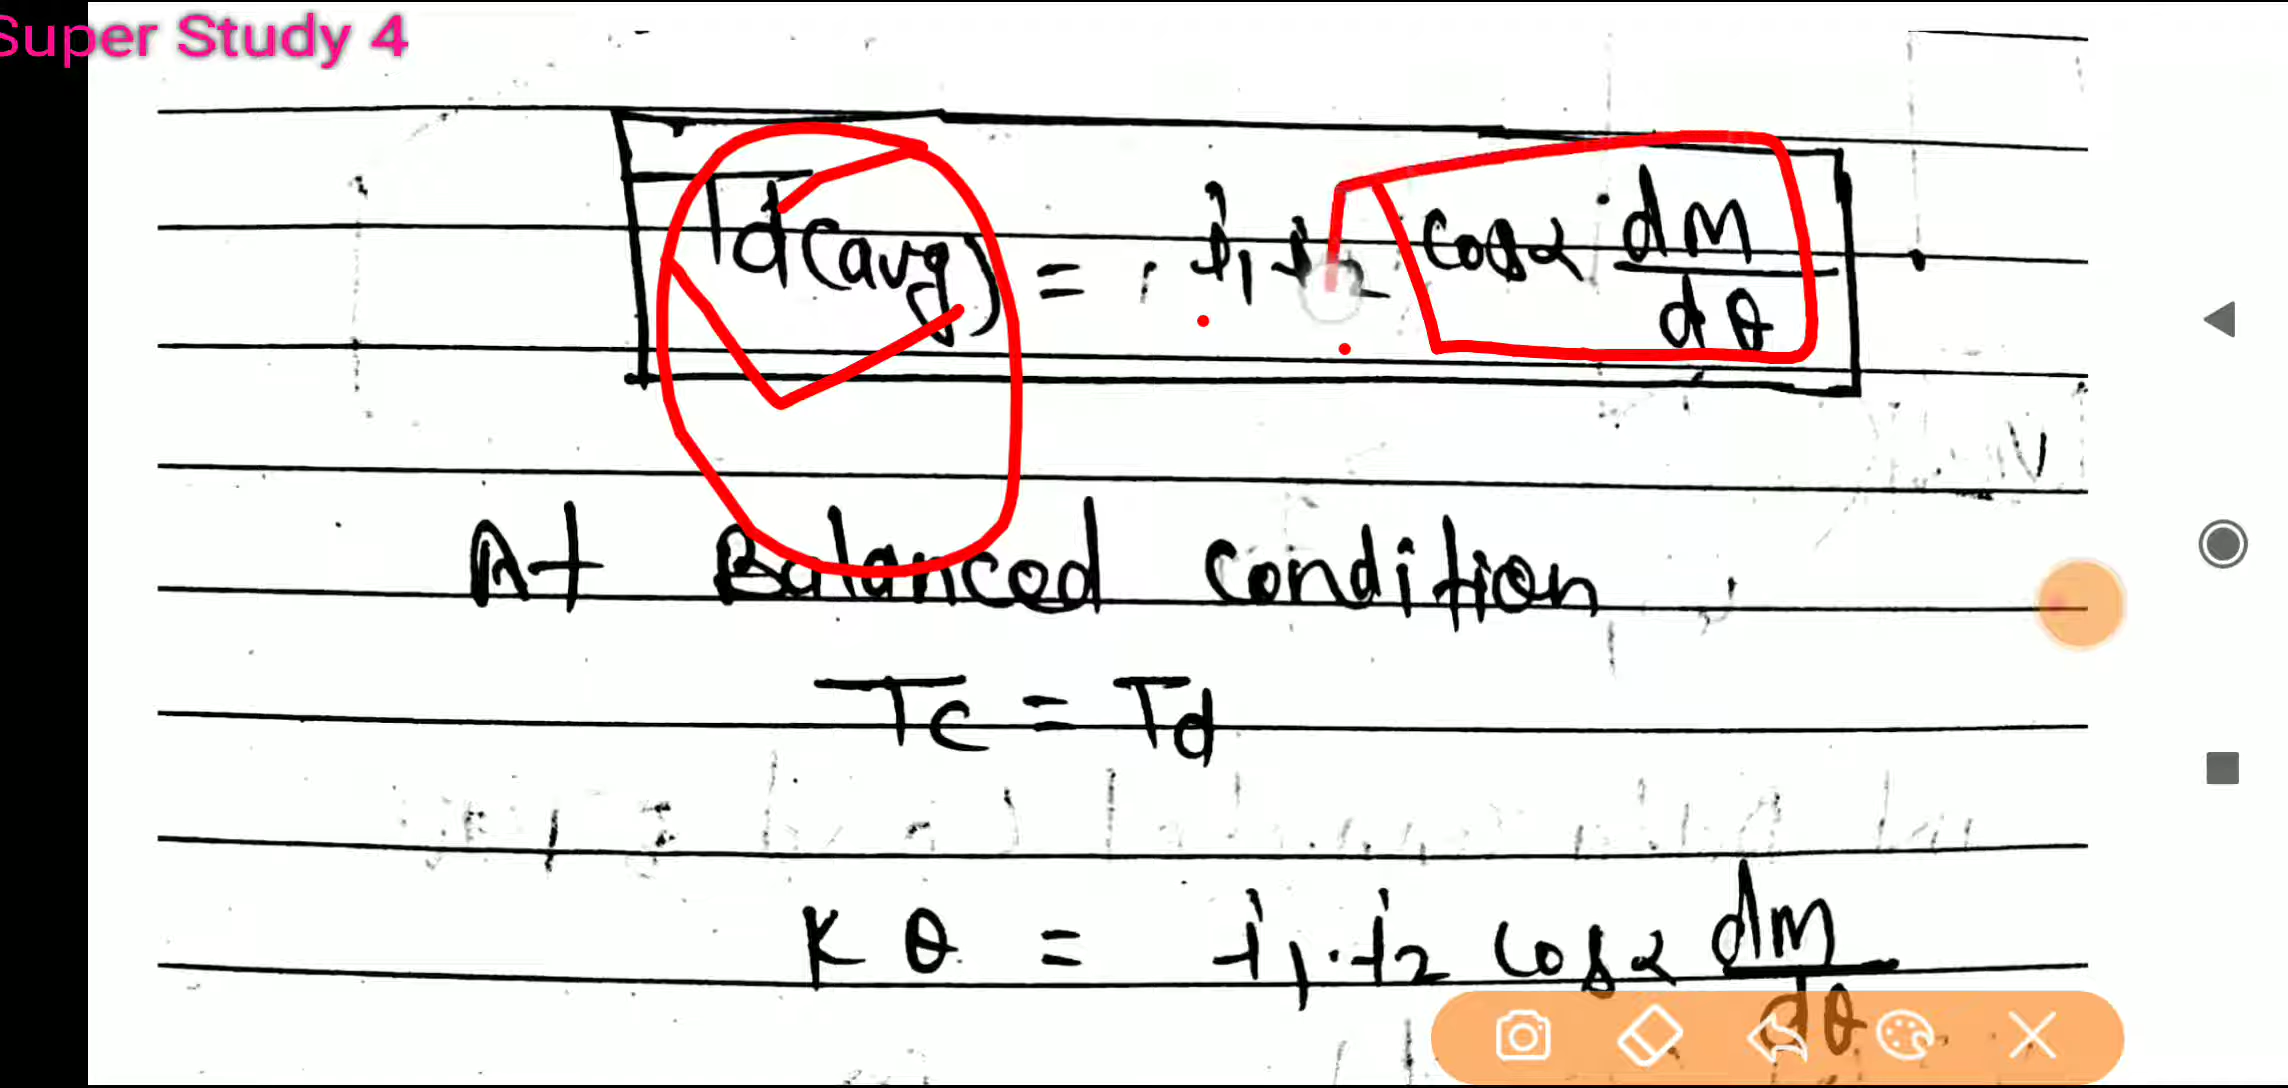 Super Study 4
Td(avg) = i₁ i₂ cosα dM/dθ
At Balanced condition
Tc = Td
K θ = i₁.i₂ cosα dM/dθ